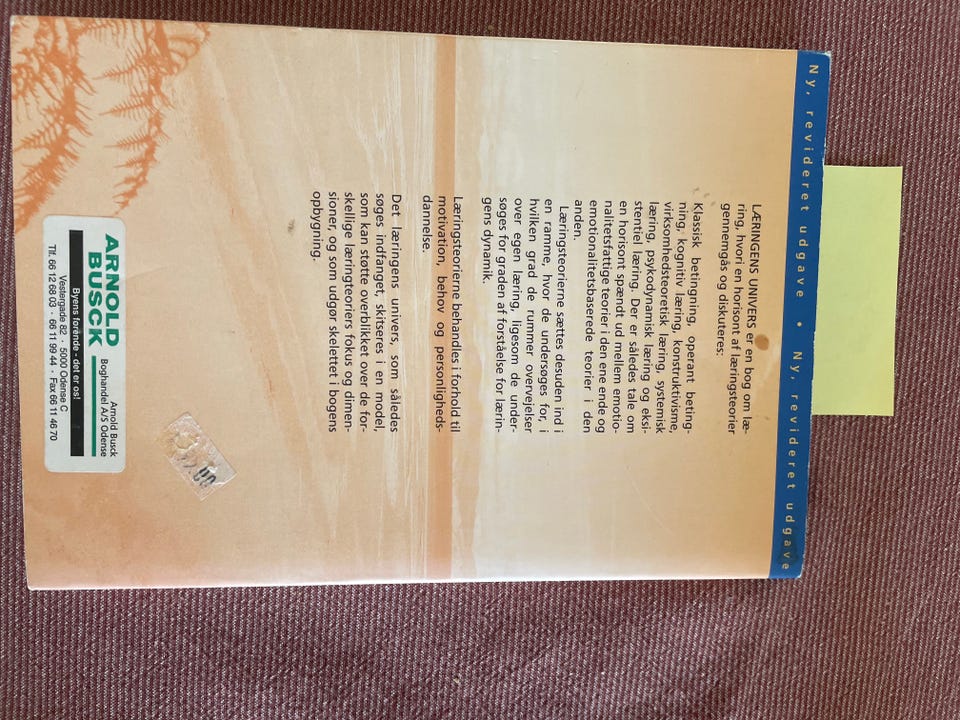 Ny, revideret udgave • Ny, revideret udgave
LÆRINGENS UNIVERS er en bog om læ-
ring, hvori en horisont af læringsteorier
gennemgås og diskuteres:
Klassisk betingning, operant beting-
ning, kognitiv læring, konstruktivisme,
virksomhedsteoretisk læring, systemisk
læring, psykodynamisk læring og eksi-
stentiel læring. Der er således tale om
en horisont spændt ud mellem emotio-
nalitetsfattige teorier i den ene ende og
emotionalitetsbaserede teorier i den
anden.
Læringsteorierne sættes desuden ind i
en ramme, hvor de undersøges for, i
hvilken grad de rummer overvejelser
over egen læring, ligesom de under-
søges for graden af forståelse for lærin-
gens dynamik.
Læringsteorierne behandles i forhold til
motivation, behov og personligheds-
dannelse.
Det læringens univers, som således
søges indfanget, skitseres i en model,
som kan støtte overblikket over de for-
skellige læringteoriers fokus og dimen-
sioner, og som udgør skelettet i bogens
opbygning.
ARNOLD
BUSCK
Arnold Busck
Boghandel A/S Odense
Byens førende - det er os!
Vestergade 82 · 5000 Odense C
Tlf. 66 12 68 03 · 66 11 99 44 · Fax 66 11 46 70